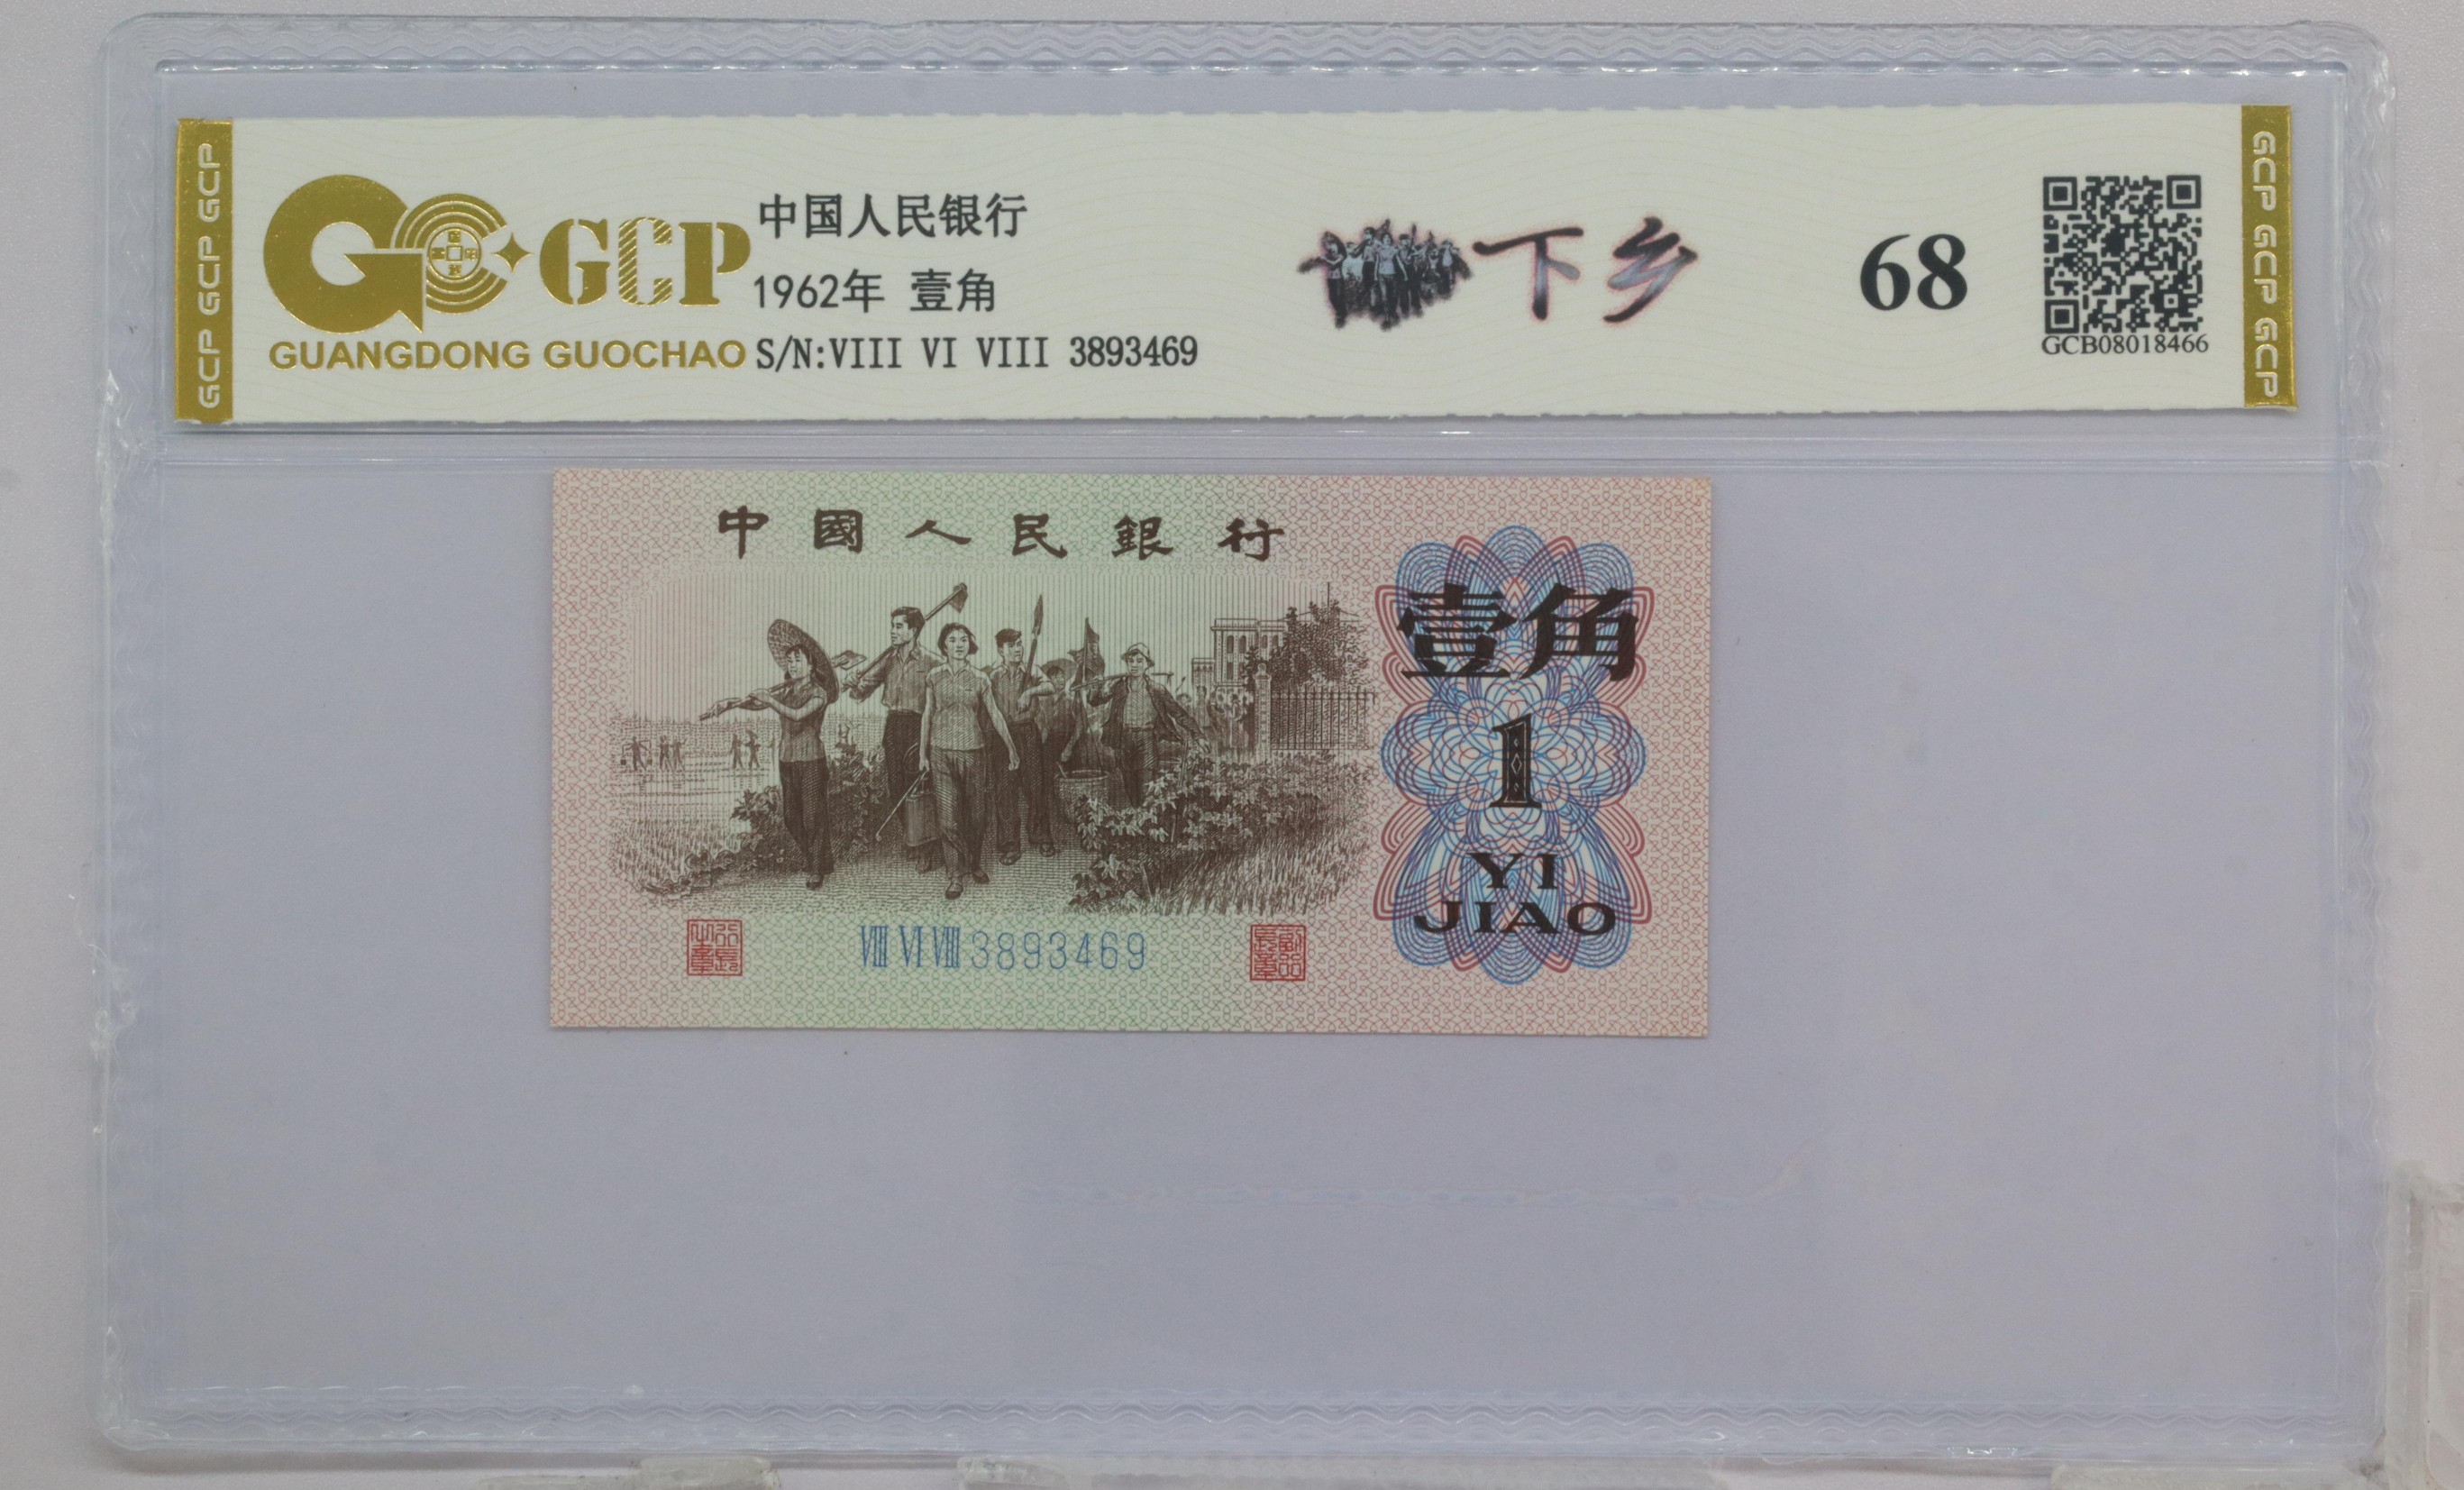 GCP GCP GCP
GCP
GUANGDONG GUOCHAO
中国人民银行
1962年 壹角
S/N:VIII VI VIII 3893469
下乡
68
GCB08018466
GCP GCP GCP
中國人民銀行
壹角
1
YI
JIAO
VIII VI VIII 3893469